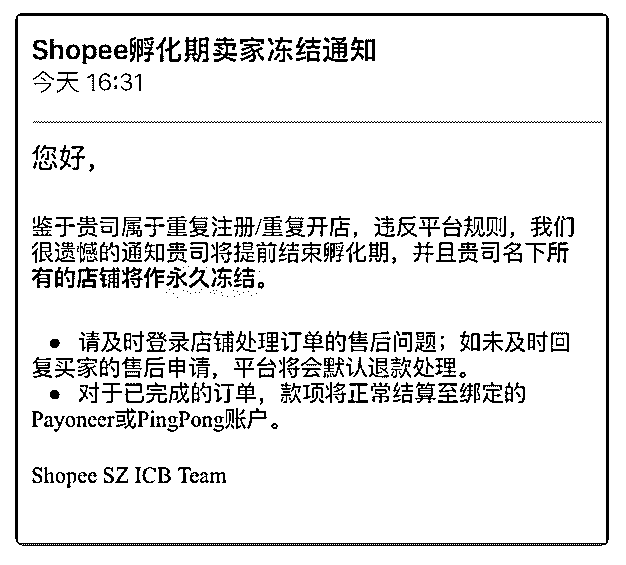 Shopee孵化期卖家冻结通知
今天 16:31
您好，
鉴于贵司属于重复注册/重复开店，违反平台规则，我们
很遗憾的通知贵司将提前结束孵化期，并且贵司名下所
有的店铺将作永久冻结。
● 请及时登录店铺处理订单的售后问题；如未及时回
复买家的售后申请，平台将会默认退款处理。
● 对于已完成的订单，款项将正常结算至绑定的
Payoneer或PingPong账户。
Shopee SZ ICB Team